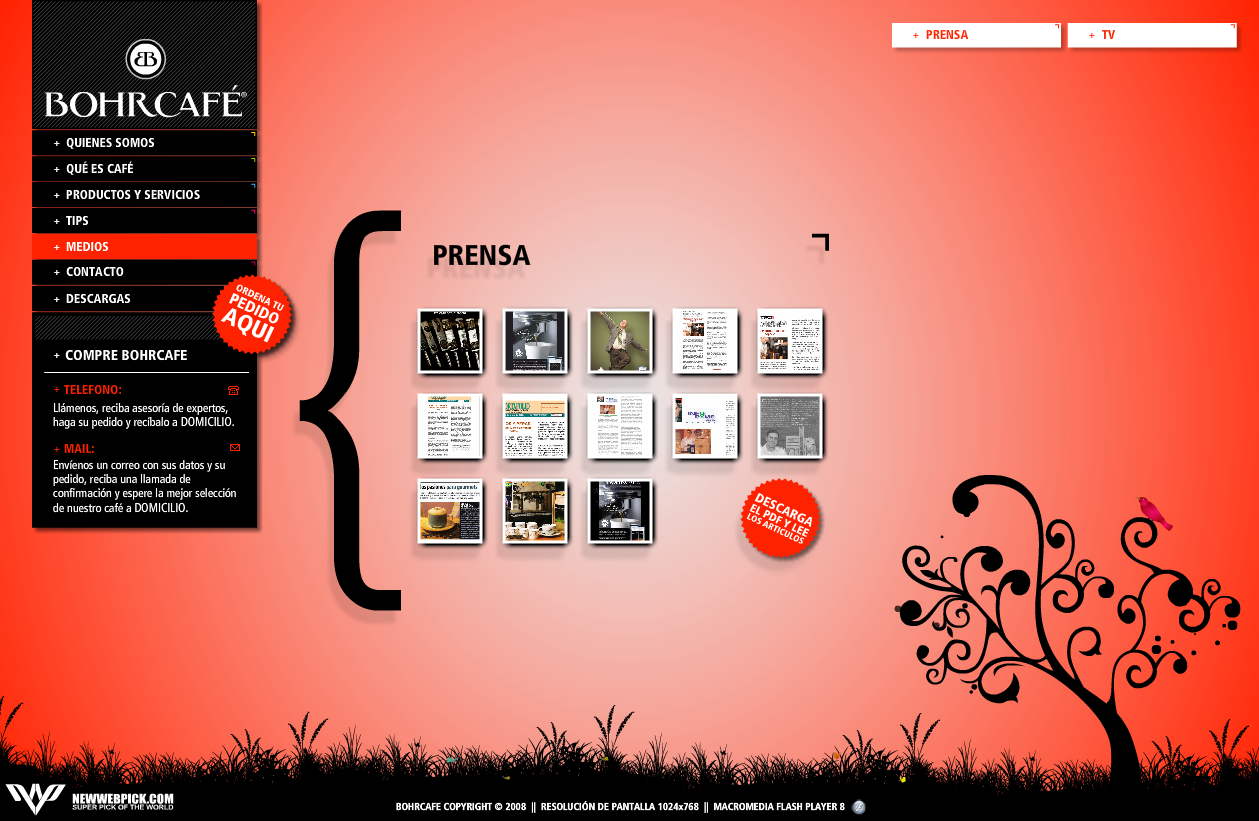 BOHRCAFÉ®
+ QUIENES SOMOS
+ QUÉ ES CAFÉ
+ PRODUCTOS Y SERVICIOS
+ TIPS
+ MEDIOS
+ CONTACTO
+ DESCARGAS
ORDENA TU
PEDIDO
AQUI
+ COMPRE BOHRCAFE
+ TELEFONO:
Llámenos, reciba asesoría de expertos,
haga su pedido y recíbalo a DOMICILIO.
+ MAIL:
Envíenos un correo con sus datos y su
pedido, reciba una llamada de
confirmación y espere la mejor selección
de nuestro café a DOMICILIO.
+ PRENSA
+ TV
PRENSA
las pasiones para gourmets
DESCARGA
EL PDF Y LEE
LOS ARTICULOS
NEWWEBPICK.COM
SUPER PICK OF THE WORLD
BOHRCAFE COPYRIGHT © 2008 || RESOLUCIÓN DE PANTALLA 1024x768 || MACROMEDIA FLASH PLAYER 8